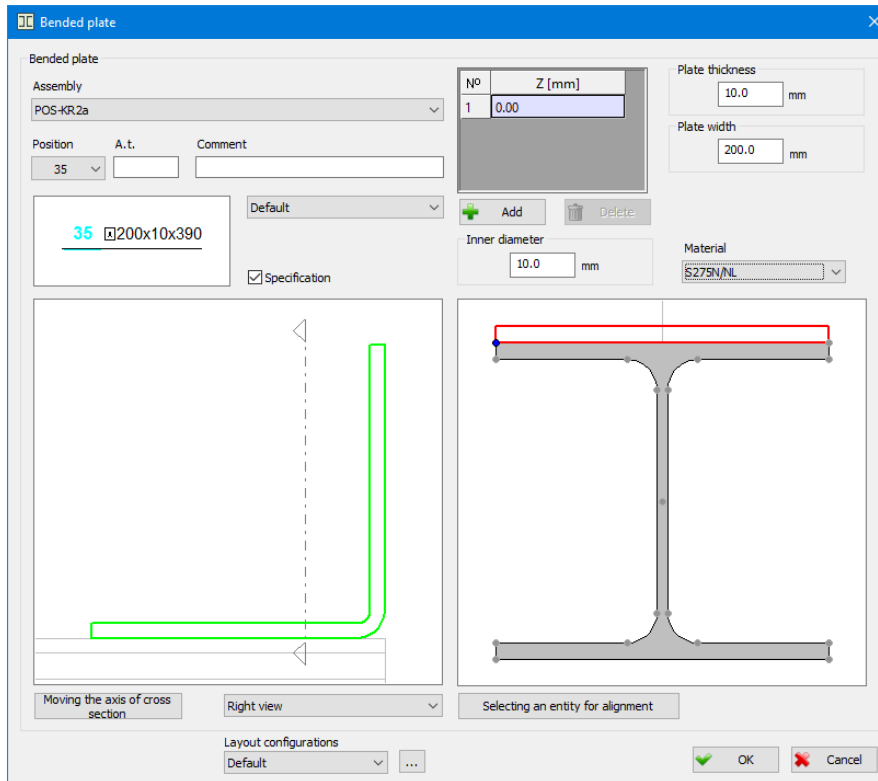 Bended plate
Bended plate
Assembly
POS-KR2a
Position A.t. Comment
35
35 200x10x390
Default
Specification
Nº Z [mm]
1 0.00
Add Delete
Inner diameter
10.0 mm
Plate thickness
10.0 mm
Plate width
200.0 mm
Material
S275N/NL
Moving the axis of cross
section
Right view
Selecting an entity for alignment
Layout configurations
Default ...
OK Cancel